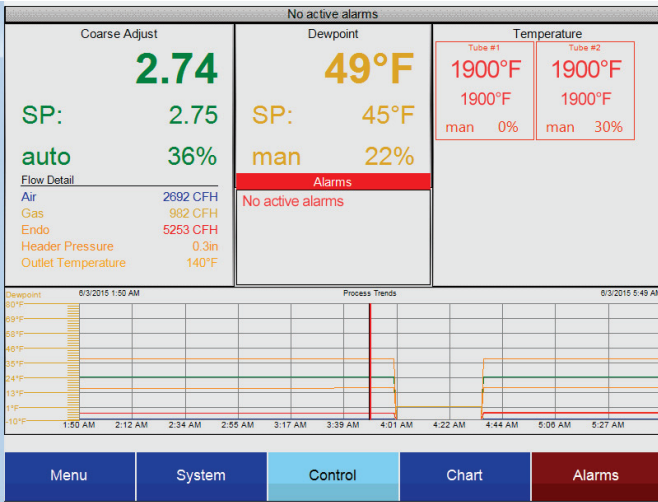 No active alarms
Coarse Adjust
2.74
SP: 2.75
auto 36%
Flow Detail
Air 2692 CFH
Gas 982 CFH
Endo 5253 CFH
Header Pressure 0.3in
Outlet Temperature 140°F
Dewpoint
49°F
SP: 45°F
man 22%
Alarms
No active alarms
Temperature
Tube #1
1900°F
1900°F
man 0%
Tube #2
1900°F
1900°F
man 30%
Dewpoint 6/3/2015 1:50 AM Process Trends 6/3/2015 5:49 AM
80°F
69°F
58°F
46°F
35°F
24°F
13°F
1°F
-10°F
1:50 AM 2:12 AM 2:34 AM 2:55 AM 3:17 AM 3:39 AM 4:01 AM 4:22 AM 4:44 AM 5:06 AM 5:27 AM
Menu System Control Chart Alarms